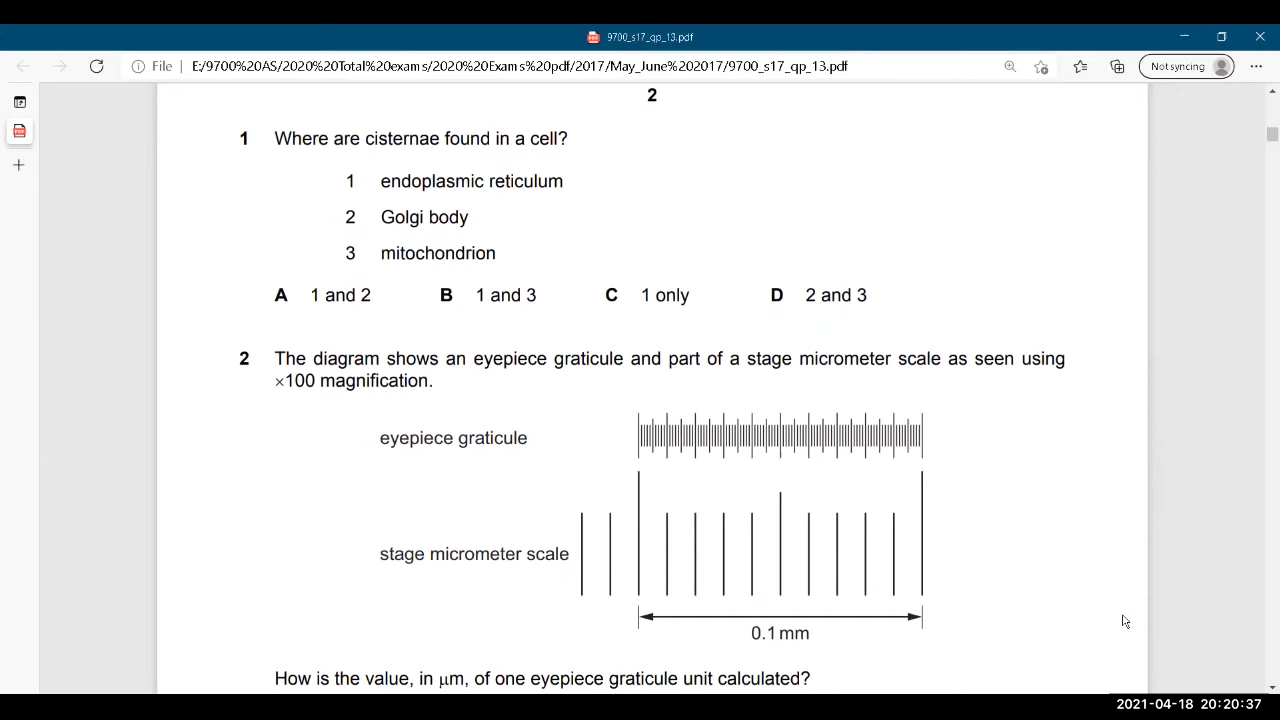 9700_s17_qp_13.pdf
File | E:/9700%20AS/2020%20Total%20exams/2020%20Exams%20pdf/2017/May_June%202017/9700_s17_qp_13.pdf
Not syncing
2
1 Where are cisternae found in a cell?
1 endoplasmic reticulum
2 Golgi body
3 mitochondrion
A 1 and 2 B 1 and 3 C 1 only D 2 and 3
2 The diagram shows an eyepiece graticule and part of a stage micrometer scale as seen using
×100 magnification.
eyepiece graticule
stage micrometer scale
0.1 mm
How is the value, in μm, of one eyepiece graticule unit calculated?
2021-04-18 20:20:37